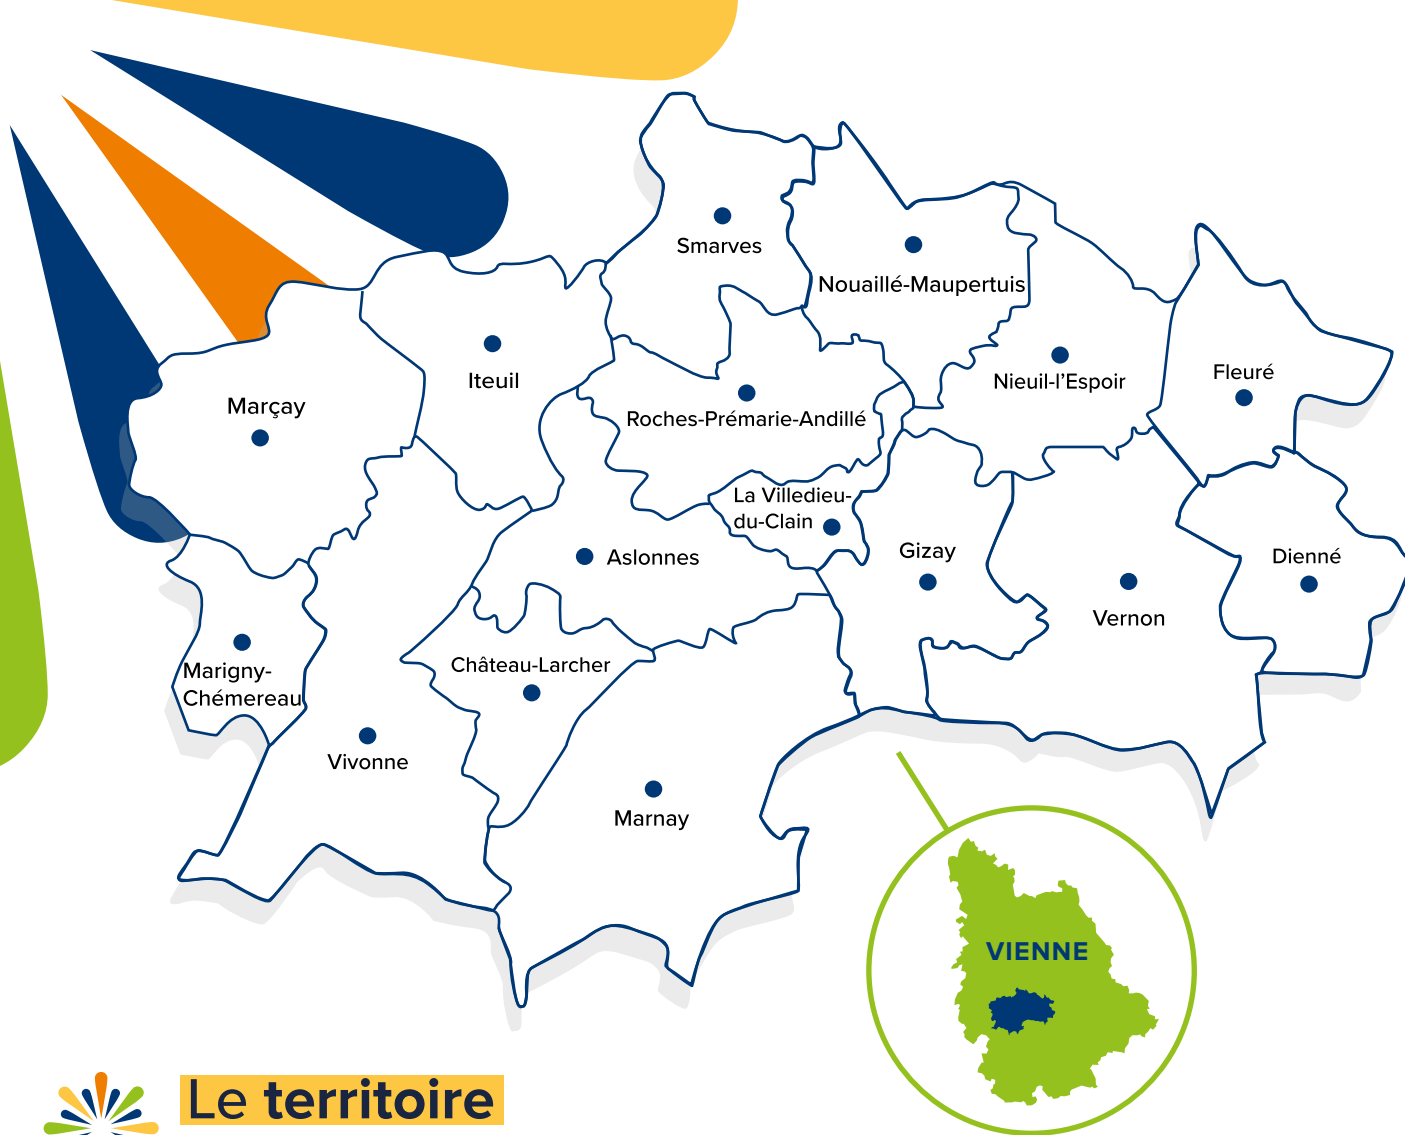 Smarves
Nouaillé-Maupertuis
Iteuil
Nieuil-l'Espoir
Fleuré
Marçay
Roches-Prémarie-Andillé
La Villedieu-
du-Clain
Aslonnes
Gizay
Dienné
Vernon
Marigny-
Chémereau
Château-Larcher
Vivonne
Marnay
VIENNE
Le territoire